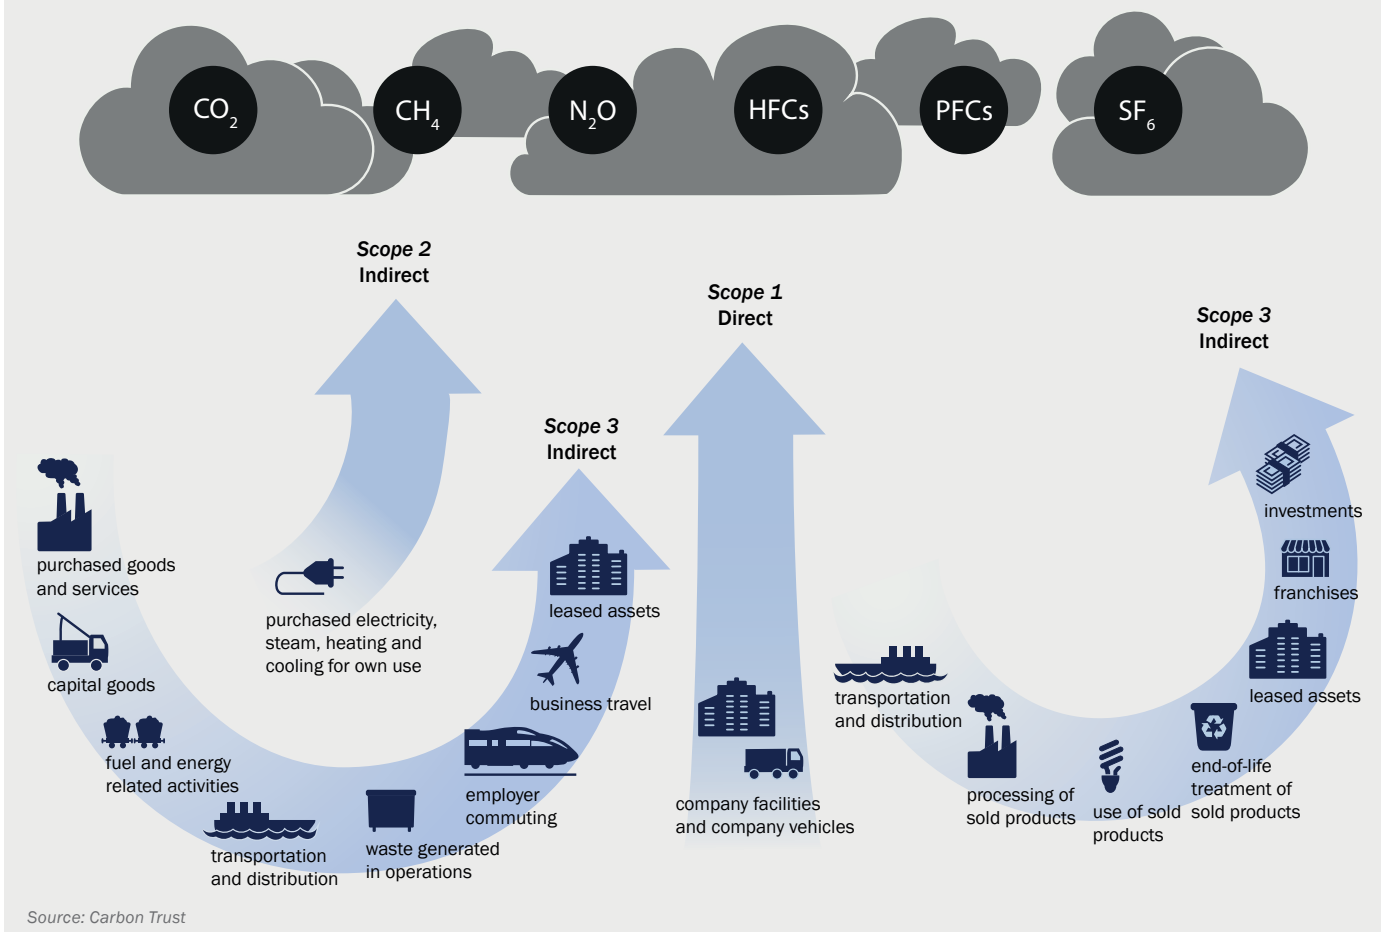 CO2
CH4
N2O
HFCs
PFCs
SF6
Scope 2
Indirect
Scope 1
Direct
Scope 3
Indirect
Scope 3
Indirect
purchased goods
and services
capital goods
fuel and energy
related activities
transportation
and distribution
waste generated
in operations
employer
commuting
business travel
leased assets
purchased electricity,
steam, heating and
cooling for own use
company facilities
and company vehicles
transportation
and distribution
processing of
sold products
use of sold
products
end-of-life
treatment of
sold products
leased assets
franchises
investments
Source: Carbon Trust